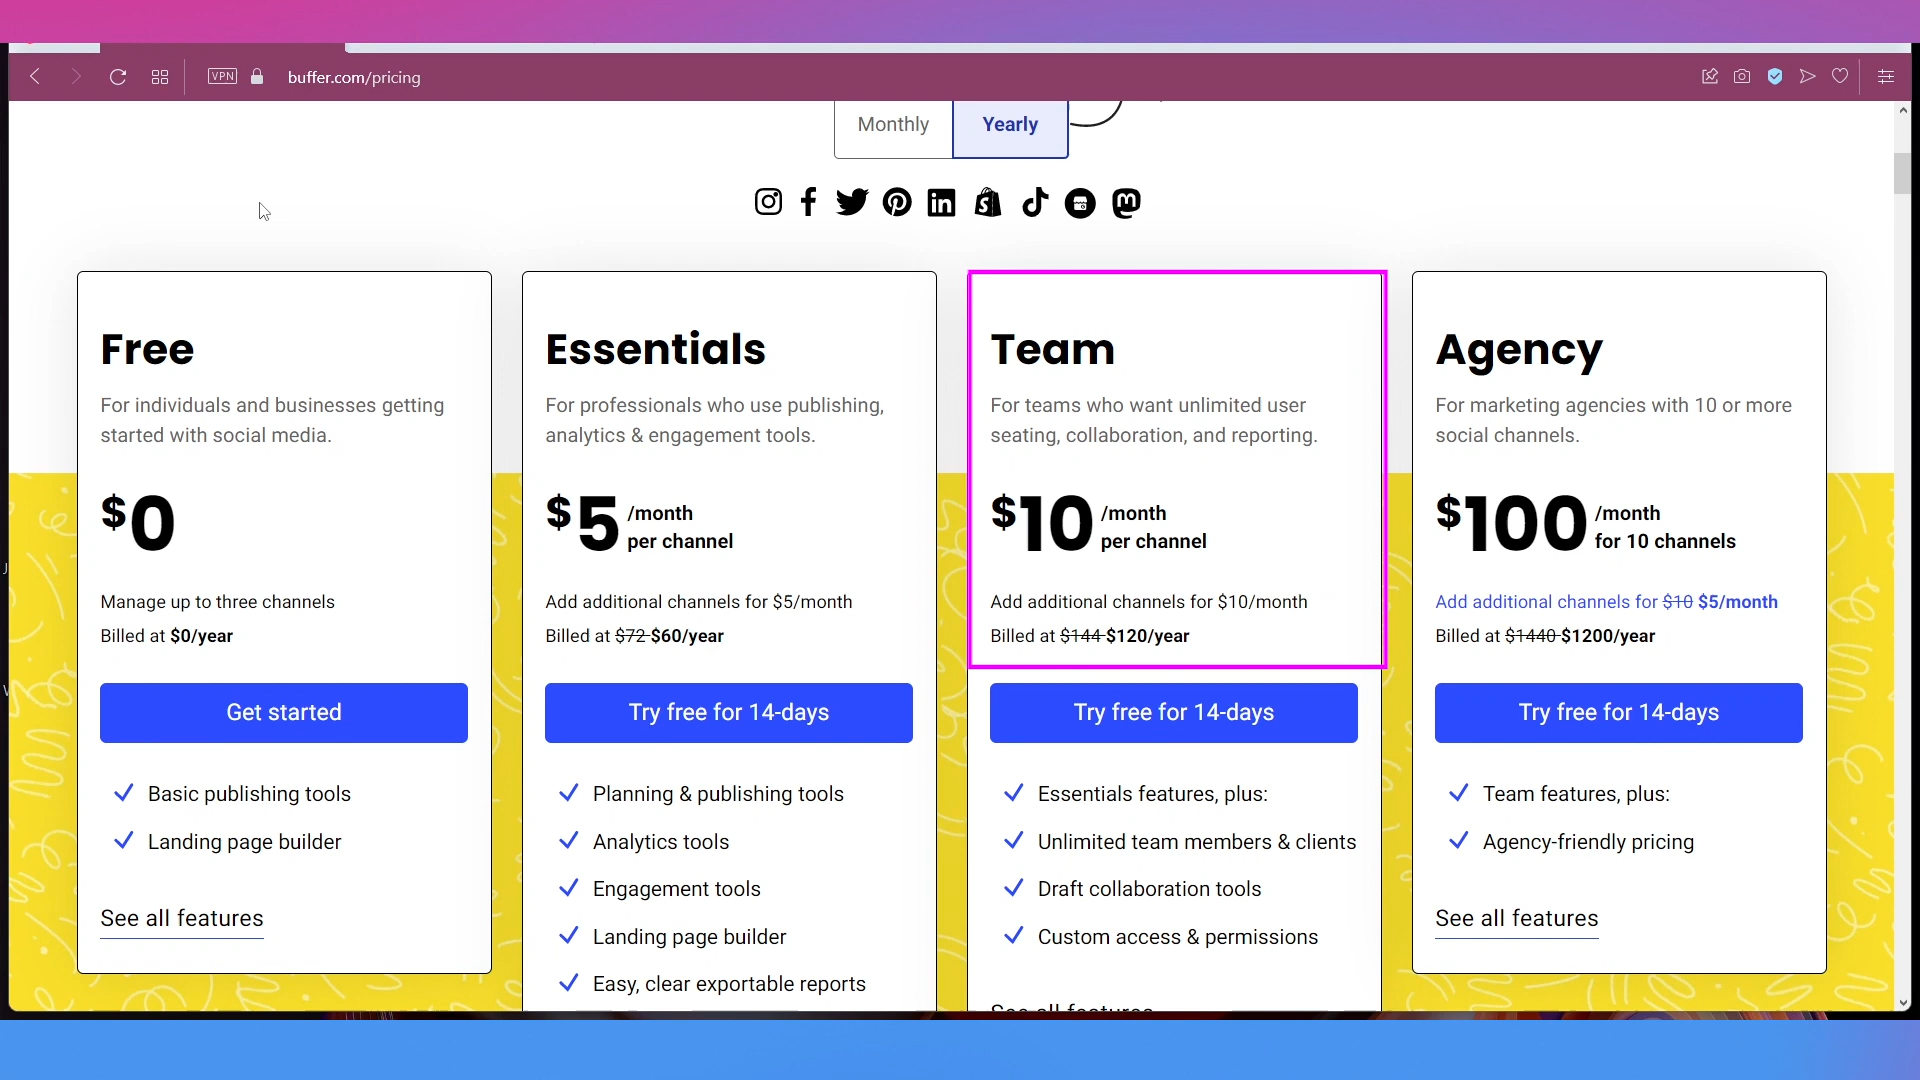 VPN
buffer.com/pricing
Monthly
Yearly
Free
For individuals and businesses getting
started with social media.
$0
Manage up to three channels
Billed at $0/year
Get started
Basic publishing tools
Landing page builder
See all features
Essentials
For professionals who use publishing,
analytics & engagement tools.
$5 /month
per channel
Add additional channels for $5/month
Billed at $72 $60/year
Try free for 14-days
Planning & publishing tools
Analytics tools
Engagement tools
Landing page builder
Easy, clear exportable reports
Team
For teams who want unlimited user
seating, collaboration, and reporting.
$10 /month
per channel
Add additional channels for $10/month
Billed at $144 $120/year
Try free for 14-days
Essentials features, plus:
Unlimited team members & clients
Draft collaboration tools
Custom access & permissions
See all features
Agency
For marketing agencies with 10 or more
social channels.
$100 /month
for 10 channels
Add additional channels for $10 $5/month
Billed at $1440 $1200/year
Try free for 14-days
Team features, plus:
Agency-friendly pricing
See all features